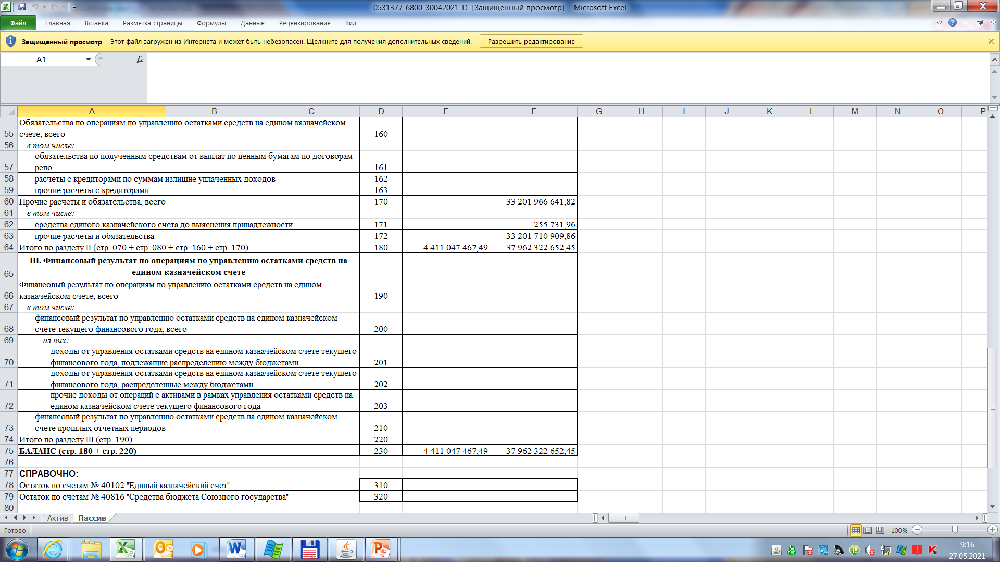 0531377_6800_30042021_D [Защищенный просмотр] - Microsoft Excel
Файл Главная Вставка Разметка страницы Формулы Данные Рецензирование Вид
Защищенный просмотр Этот файл загружен из Интернета и может быть небезопасен. Щелкните для получения дополнительных сведений. Разрешить редактирование
A1 fx
A B C D E F G H I J K L M N O P
Обязательства по операциям по управлению остатками средств на едином казначейском
55 счете, всего 160
56 в том числе:
обязательства по полученным средствам от выплат по ценным бумагам по договорам
57 репо 161
58 расчеты с кредиторами по суммам излишне уплаченных доходов 162
59 прочие расчеты с кредиторами 163
60 Прочие расчеты и обязательства, всего 170 33 201 966 641,82
61 в том числе:
62 средства единого казначейского счета до выяснения принадлежности 171 255 731,96
63 прочие расчеты и обязательства 172 33 201 710 909,86
64 Итого по разделу II (стр. 070 + стр. 080 + стр. 160 + стр. 170) 180 4 411 047 467,49 37 962 322 652,45
III. Финансовый результат по операциям по управлению остатками средств на
65 едином казначейском счете
Финансовый результат по операциям по управлению остатками средств на едином
66 казначейском счете, всего 190
67 в том числе:
финансовый результат по управлению остатками средств на едином казначейском
68 счете текущего финансового года, всего 200
69 из них:
доходы от управления остатками средств на едином казначейском счете текущего
70 финансового года, подлежащие распределению между бюджетами 201
доходы от управления остатками средств на едином казначейском счете текущего
71 финансового года, распределенные между бюджетами 202
прочие доходы от операций с активами в рамках управления остатками средств на
72 едином казначейском счете текущего финансового года 203
финансовый результат по управлению остатками средств на едином казначейском
73 счете прошлых отчетных периодов 210
74 Итого по разделу III (стр. 190) 220
75 БАЛАНС (стр. 180 + стр. 220) 230 4 411 047 467,49 37 962 322 652,45
76
77 СПРАВОЧНО:
78 Остаток по счетам № 40102 "Единый казначейский счет" 310
79 Остаток по счетам № 40816 "Средства бюджета Союзного государства" 320
80
Актив Пассив
Готово 100%
9:16
27.05.2021